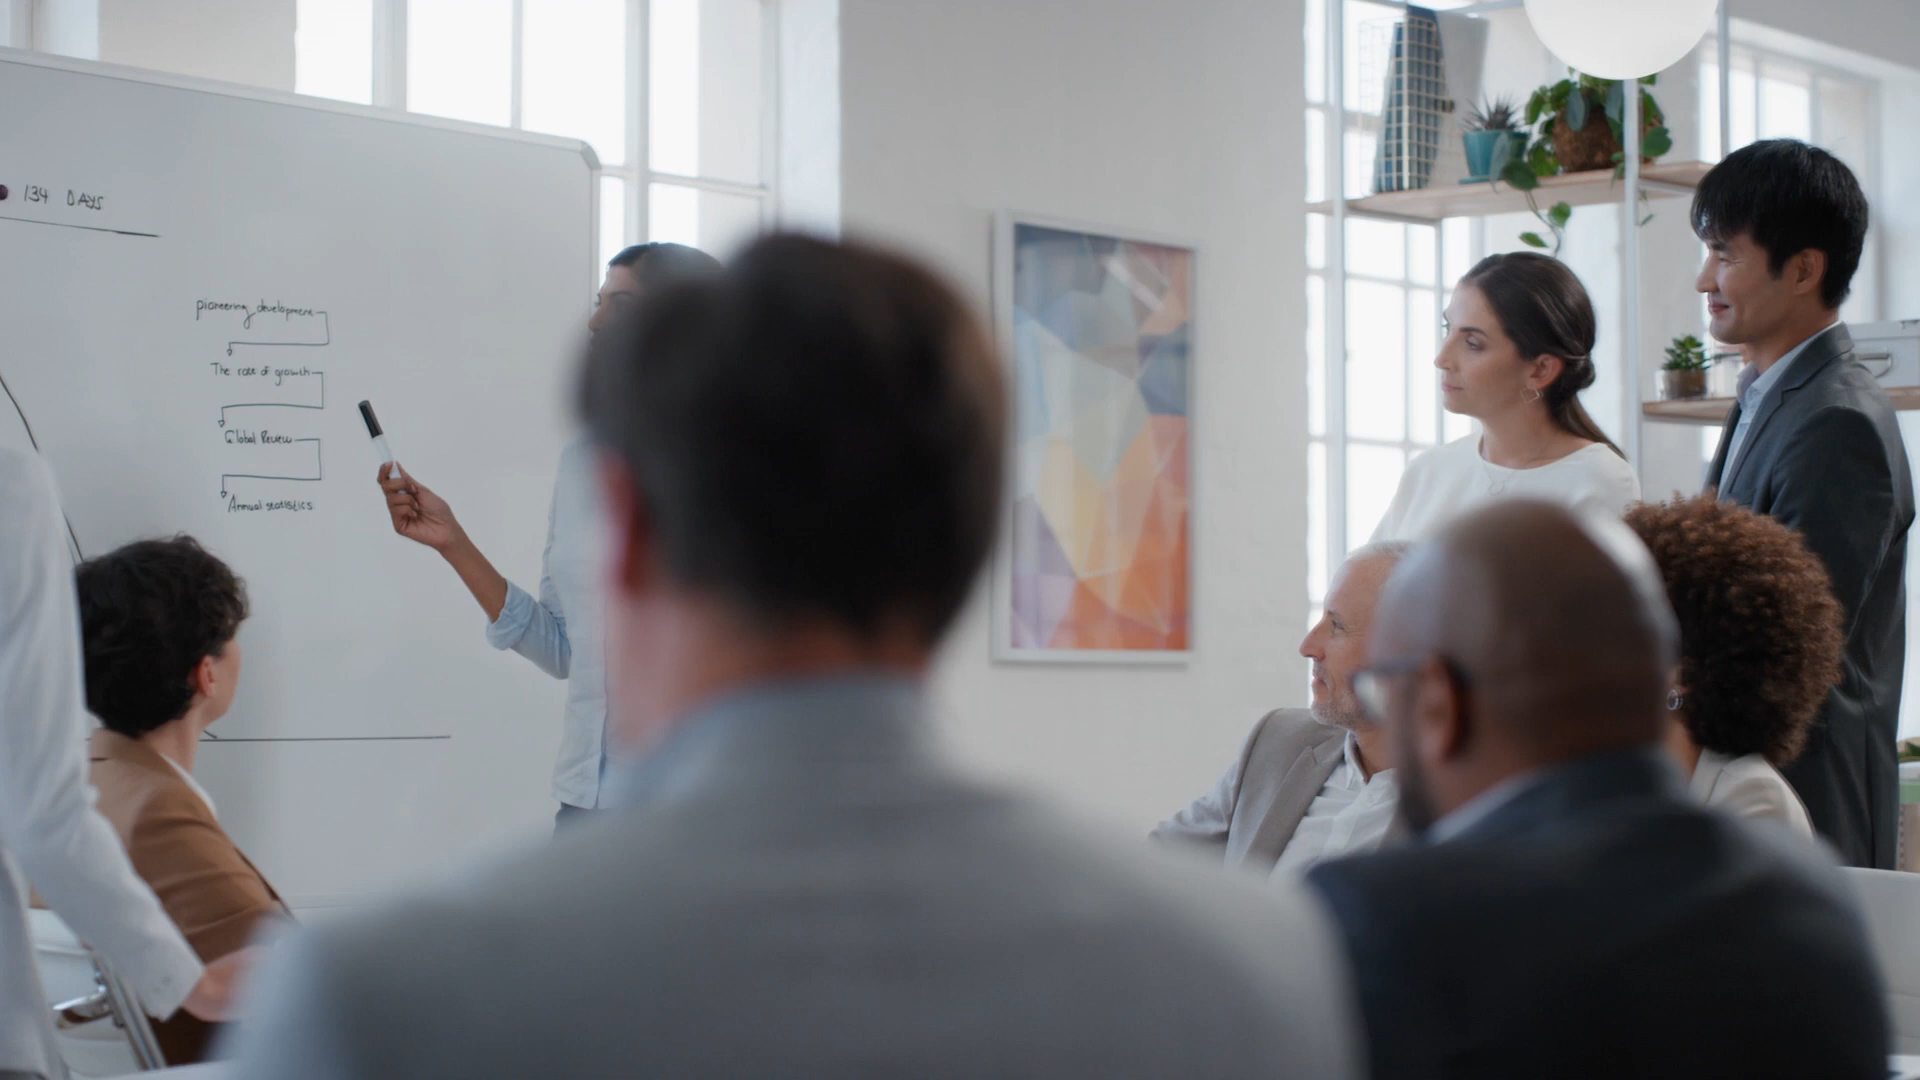 134 DAYS
pioneering development
The rate of growth
Global Review
Annual statistics